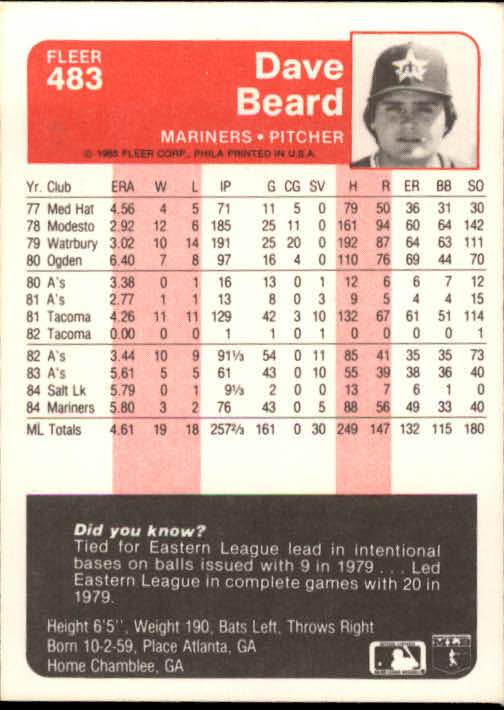 FLEER
483
Dave
Beard
MARINERS • PITCHER
© 1985 FLEER CORP., PHILA PRINTED IN U.S.A.
Yr. Club ERA W L IP G CG SV H R ER BB SO
77 Med Hat 4.56 4 5 71 11 5 0 79 50 36 31 30
78 Modesto 2.92 12 6 185 25 11 0 161 94 60 64 142
79 Watrbury 3.02 10 14 191 25 20 0 192 87 64 63 111
80 Ogden 6.40 7 8 97 16 4 0 110 76 69 44 70
80 A's 3.38 0 1 16 13 0 1 12 6 6 7 12
81 A's 2.77 1 1 13 8 0 3 9 5 4 4 15
81 Tacoma 4.26 11 11 129 42 3 10 132 67 61 51 114
82 Tacoma 0.00 0 0 1 1 0 1 0 0 0 0 1
82 A's 3.44 10 9 91⅓ 54 0 11 85 41 35 35 73
83 A's 5.61 5 5 61 43 0 10 55 39 38 36 40
84 Salt Lk 5.79 0 1 9⅓ 2 0 0 13 7 6 1 0
84 Mariners 5.80 3 2 76 43 0 5 88 56 49 33 40
ML Totals 4.61 19 18 257⅔ 161 0 30 249 147 132 115 180
Did you know?
Tied for Eastern League lead in intentional
bases on balls issued with 9 in 1979 . . . Led
Eastern League in complete games with 20 in
1979.
Height 6'5'', Weight 190, Bats Left, Throws Right
Born 10-2-59, Place Atlanta, GA
Home Chamblee, GA